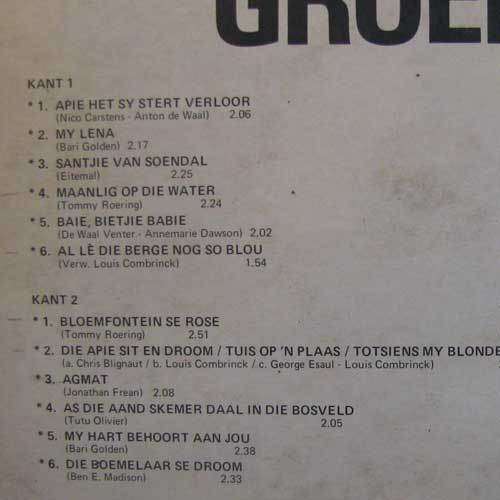 GROE
KANT 1
* 1. APIE HET SY STERT VERLOOR
(Nico Carstens - Anton de Waal) 2.06
* 2. MY LENA
(Bari Golden) 2.17
* 3. SANTJIE VAN SOENDAL
(Eitemal) 2.25
* 4. MAANLIG OP DIE WATER
(Tommy Roering) 2.24
* 5. BAIE, BIETJIE BABIE
(De Waal Venter - Annemarie Dawson) 2.02
* 6. AL LÈ DIE BERGE NOG SO BLOU
(Verw. Louis Combrinck) 1.54
KANT 2
* 1. BLOEMFONTEIN SE ROSE
(Tommy Roering) 2.51
* 2. DIE APIE SIT EN DROOM / TUIS OP 'N PLAAS / TOTSIENS MY BLONDE
(a. Chris Blignaut / b. Louis Combrinck / c. George Esaul - Louis Combrinck)
* 3. AGMAT
(Jonathan Frean) 2.08
* 4. AS DIE AAND SKEMER DAAL IN DIE BOSVELD
(Tutu Olivier) 2.05
* 5. MY HART BEHOORT AAN JOU
(Bari Golden) 2.38
* 6. DIE BOEMELAAR SE DROOM
(Ben E. Madison) 2.33